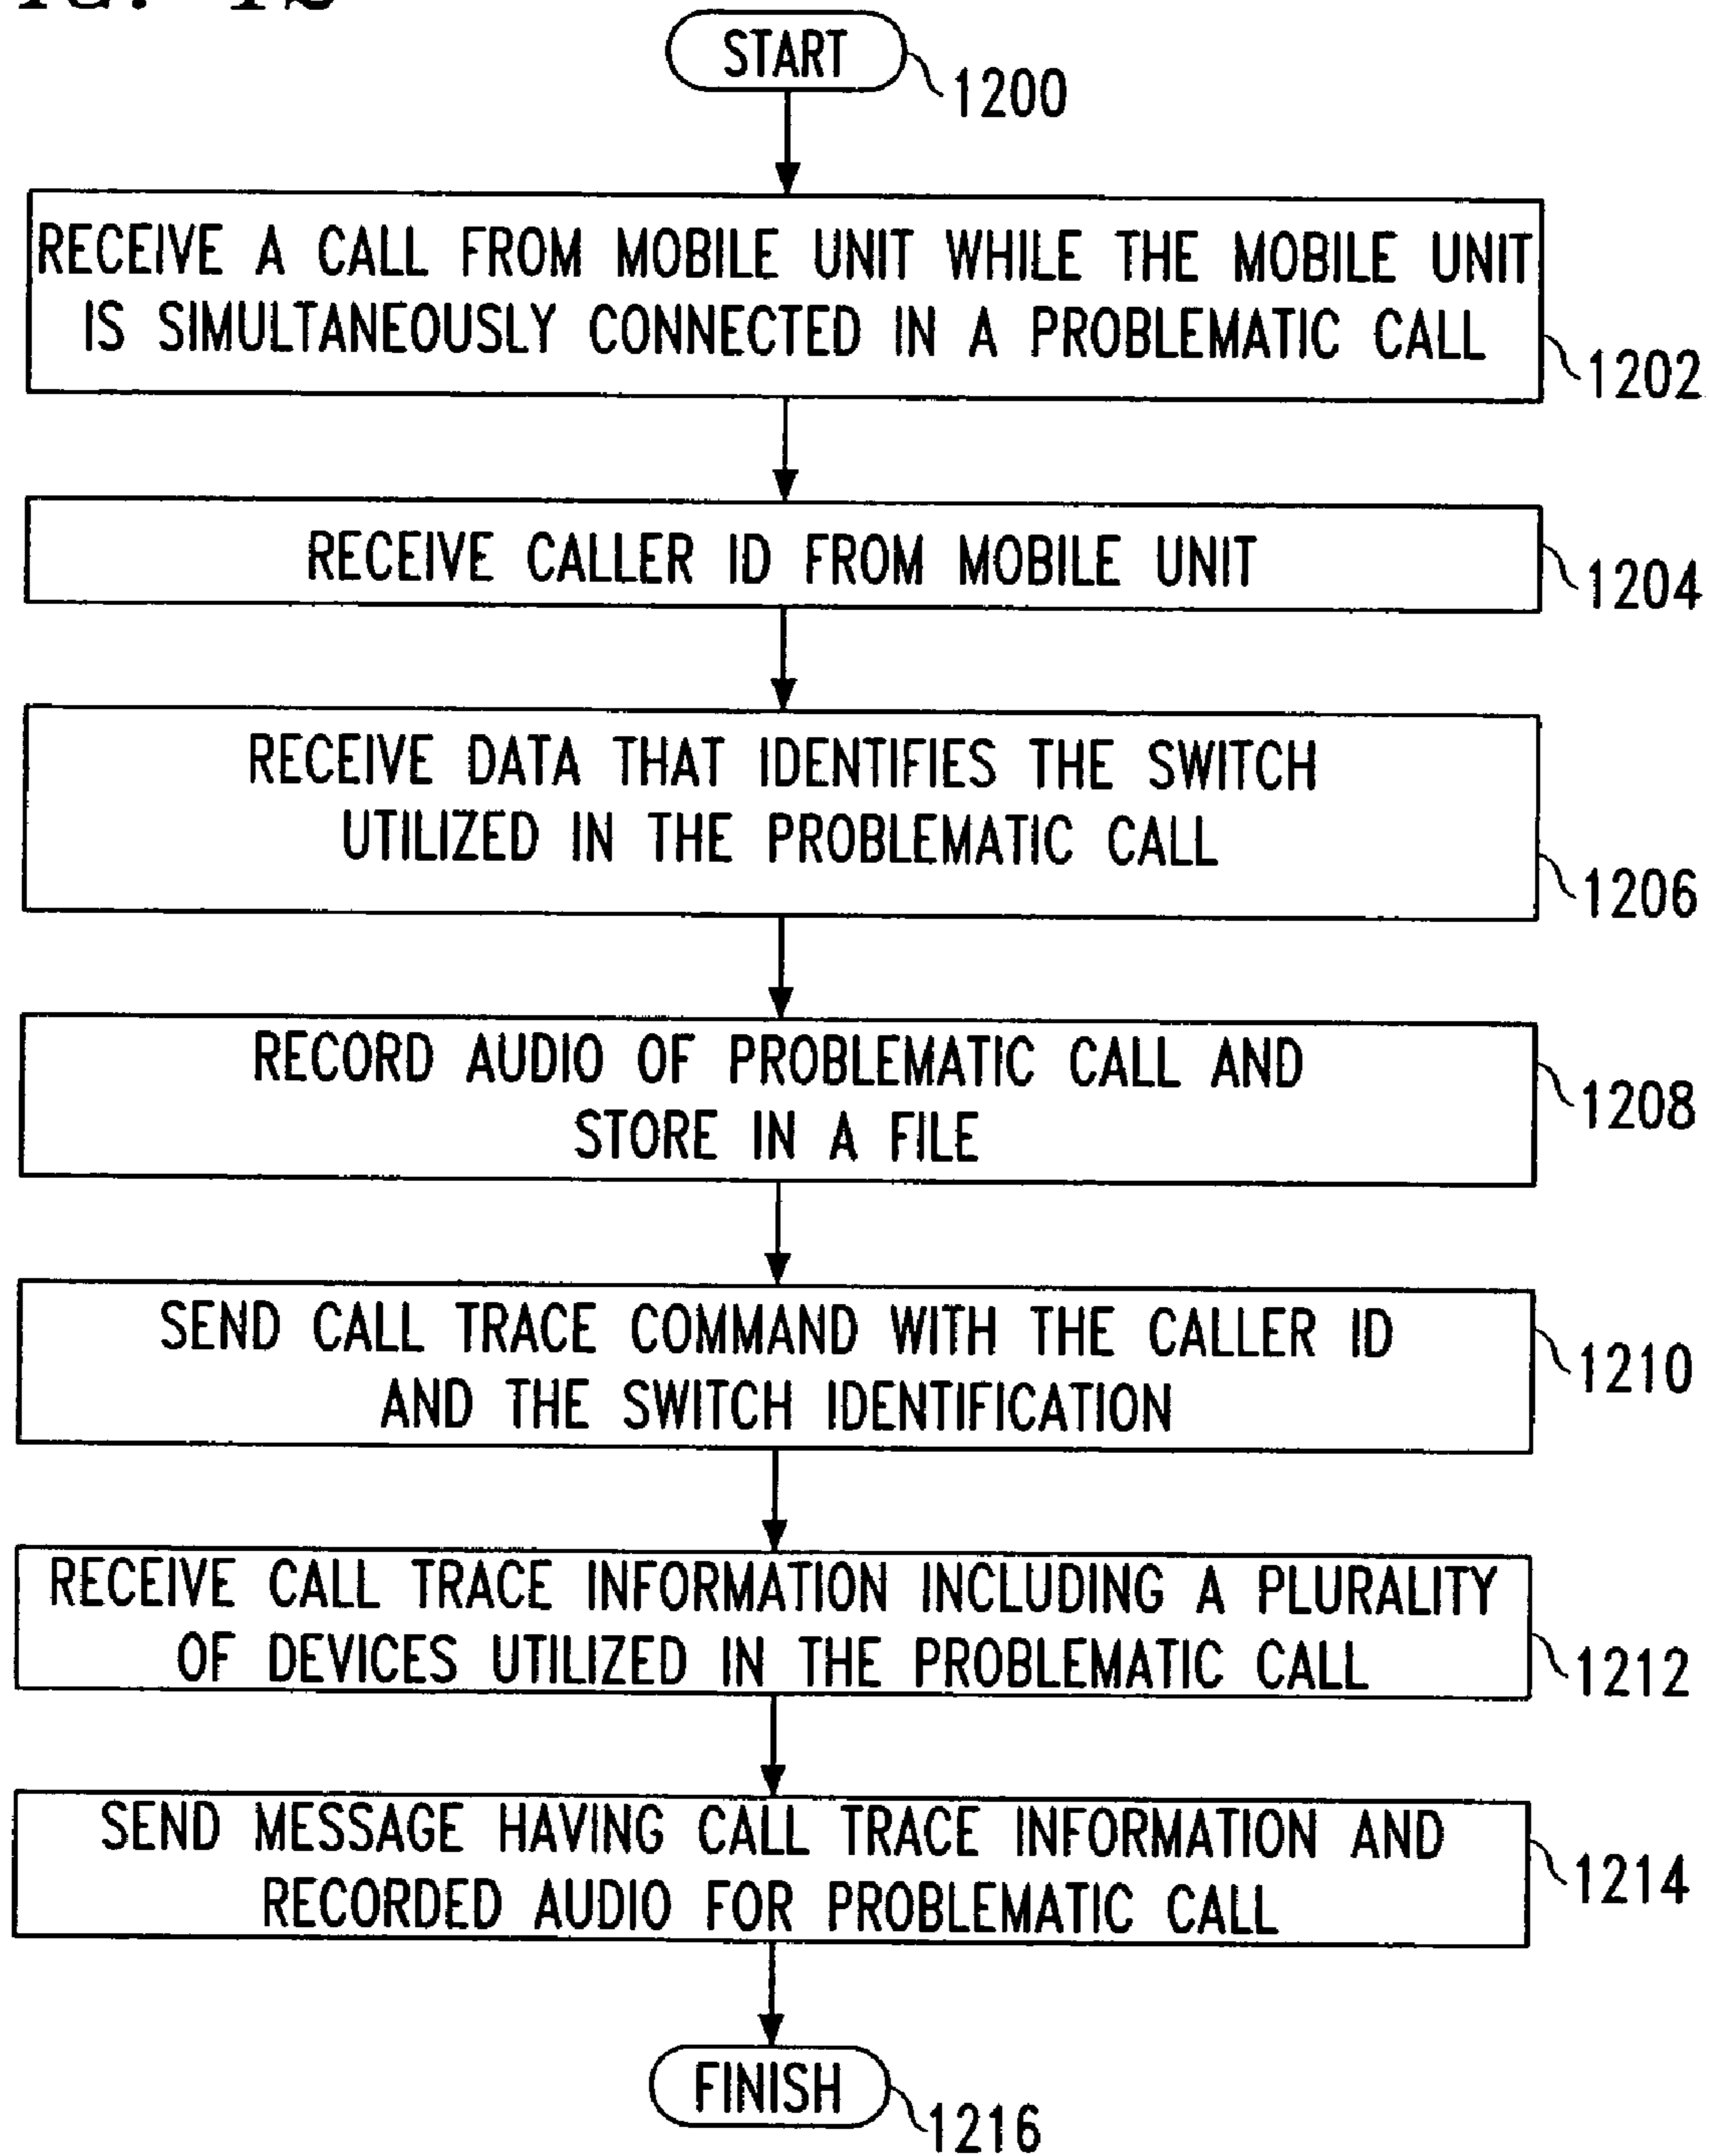 START
1200
RECEIVE A CALL FROM MOBILE UNIT WHILE THE MOBILE UNIT
IS SIMULTANEOUSLY CONNECTED IN A PROBLEMATIC CALL
1202
RECEIVE CALLER ID FROM MOBILE UNIT
1204
RECEIVE DATA THAT IDENTIFIES THE SWITCH
UTILIZED IN THE PROBLEMATIC CALL
1206
RECORD AUDIO OF PROBLEMATIC CALL AND
STORE IN A FILE
1208
SEND CALL TRACE COMMAND WITH THE CALLER ID
AND THE SWITCH IDENTIFICATION
1210
RECEIVE CALL TRACE INFORMATION INCLUDING A PLURALITY
OF DEVICES UTILIZED IN THE PROBLEMATIC CALL
1212
SEND MESSAGE HAVING CALL TRACE INFORMATION AND
RECORDED AUDIO FOR PROBLEMATIC CALL
1214
FINISH
1216